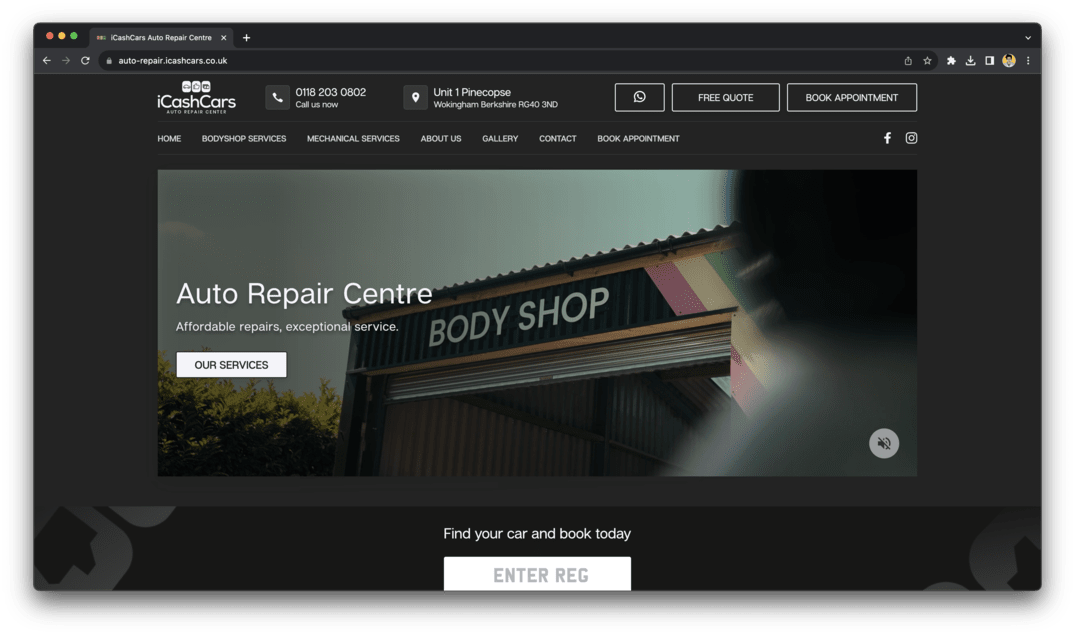 iCashCars Auto Repair Centre
auto-repair.icashcars.co.uk
iCashCars
AUTO REPAIR CENTER
0118 203 0802
Call us now
Unit 1 Pinecopse
Wokingham Berkshire RG40 3ND
FREE QUOTE
BOOK APPOINTMENT
HOME
BODYSHOP SERVICES
MECHANICAL SERVICES
ABOUT US
GALLERY
CONTACT
BOOK APPOINTMENT
BODY SHOP
Auto Repair Centre
Affordable repairs, exceptional service.
OUR SERVICES
Find your car and book today
ENTER REG